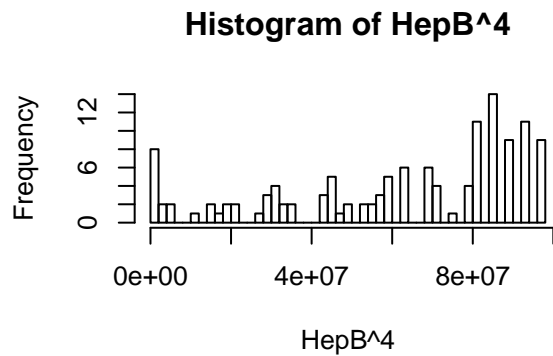 Histogram of HepB^4
Frequency
12
6
0
0e+00 4e+07 8e+07
HepB^4